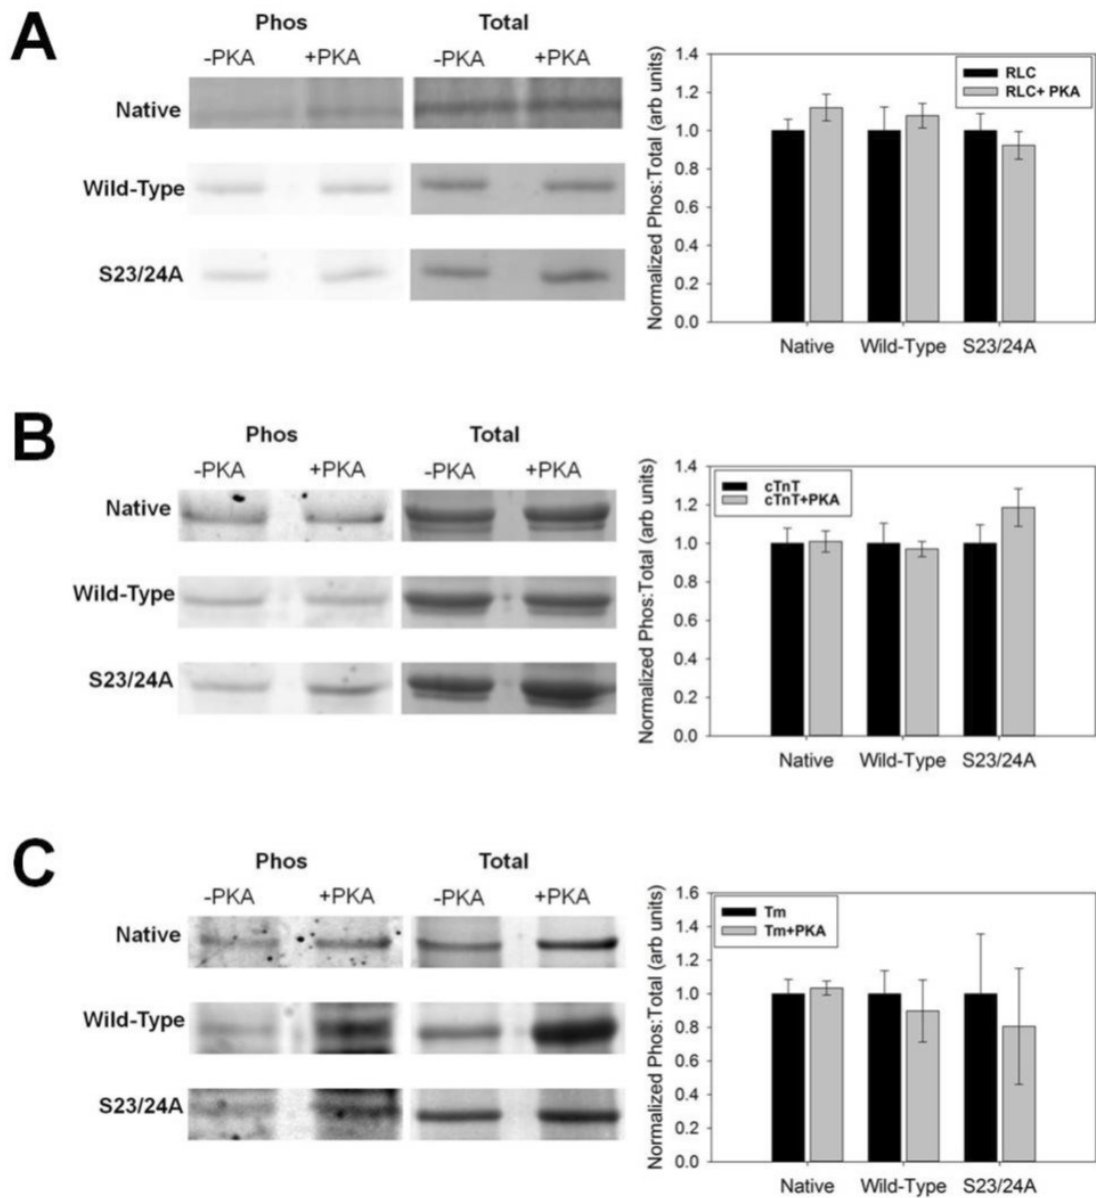 A
Phos Total
-PKA +PKA -PKA +PKA
Native
Wild-Type
S23/24A
Normalized Phos:Total (arb units)
1.4
1.2
1.0
0.8
0.6
0.4
0.2
0.0
RLC
RLC+ PKA
Native Wild-Type S23/24A
B
Phos Total
-PKA +PKA -PKA +PKA
Native
Wild-Type
S23/24A
Normalized Phos:Total (arb units)
1.4
1.2
1.0
0.8
0.6
0.4
0.2
0.0
cTnT
cTnT+PKA
Native Wild-Type S23/24A
C
Phos Total
-PKA +PKA -PKA +PKA
Native
Wild-Type
S23/24A
Normalized Phos:Total (arb units)
1.6
1.4
1.2
1.0
0.8
0.6
0.4
0.2
0.0
Tm
Tm+PKA
Native Wild-Type S23/24A